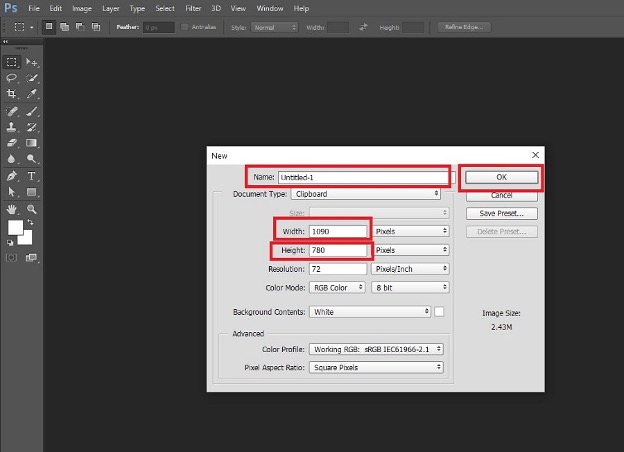 Ps File Edit Image Layer Type Select Filter 3D View Window Help
Feather: 0 px Antialias Style: Normal Width: Height: Refine Edge...
New
Name: Untitled-1 OK
Document Type: Clipboard Cancel
Size: Save Preset...
Width: 1090 Pixels Delete Preset...
Height: 780 Pixels
Resolution: 72 Pixels/Inch
Color Mode: RGB Color 8 bit
Background Contents: White Image Size:
2.43M
Advanced
Color Profile: Working RGB: sRGB IEC61966-2.1
Pixel Aspect Ratio: Square Pixels
T